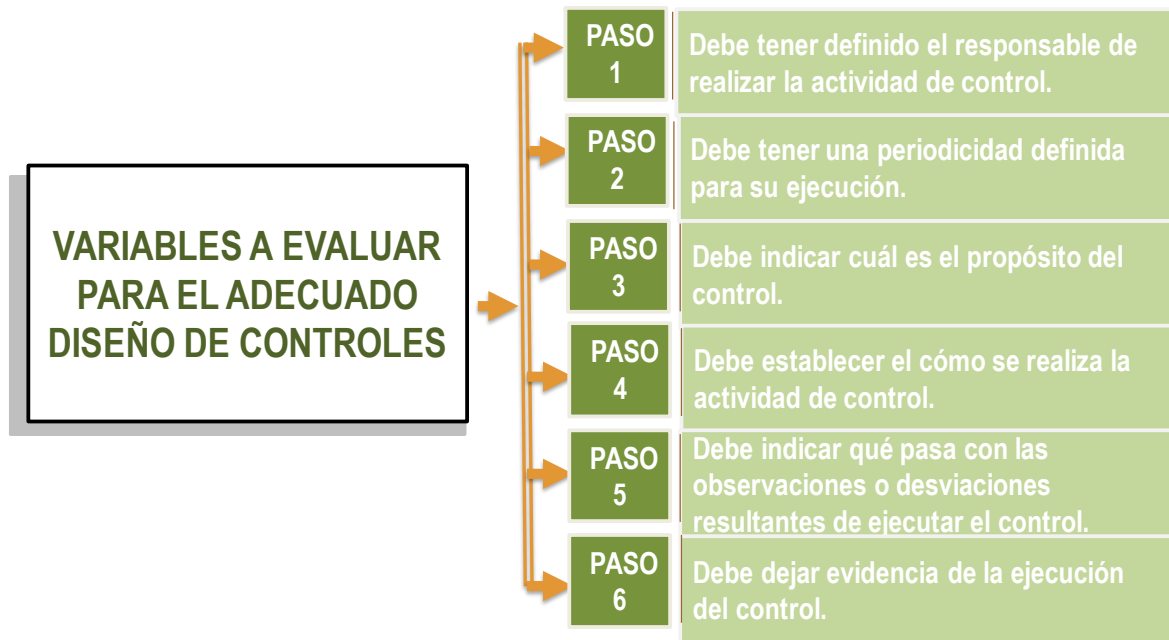 VARIABLES A EVALUAR
PARA EL ADECUADO
DISEÑO DE CONTROLES
PASO
1
Debe tener definido el responsable de
realizar la actividad de control.
PASO
2
Debe tener una periodicidad definida
para su ejecución.
PASO
3
Debe indicar cuál es el propósito del
control.
PASO
4
Debe establecer el cómo se realiza la
actividad de control.
PASO
5
Debe indicar qué pasa con las
observaciones o desviaciones
resultantes de ejecutar el control.
PASO
6
Debe dejar evidencia de la ejecución
del control.